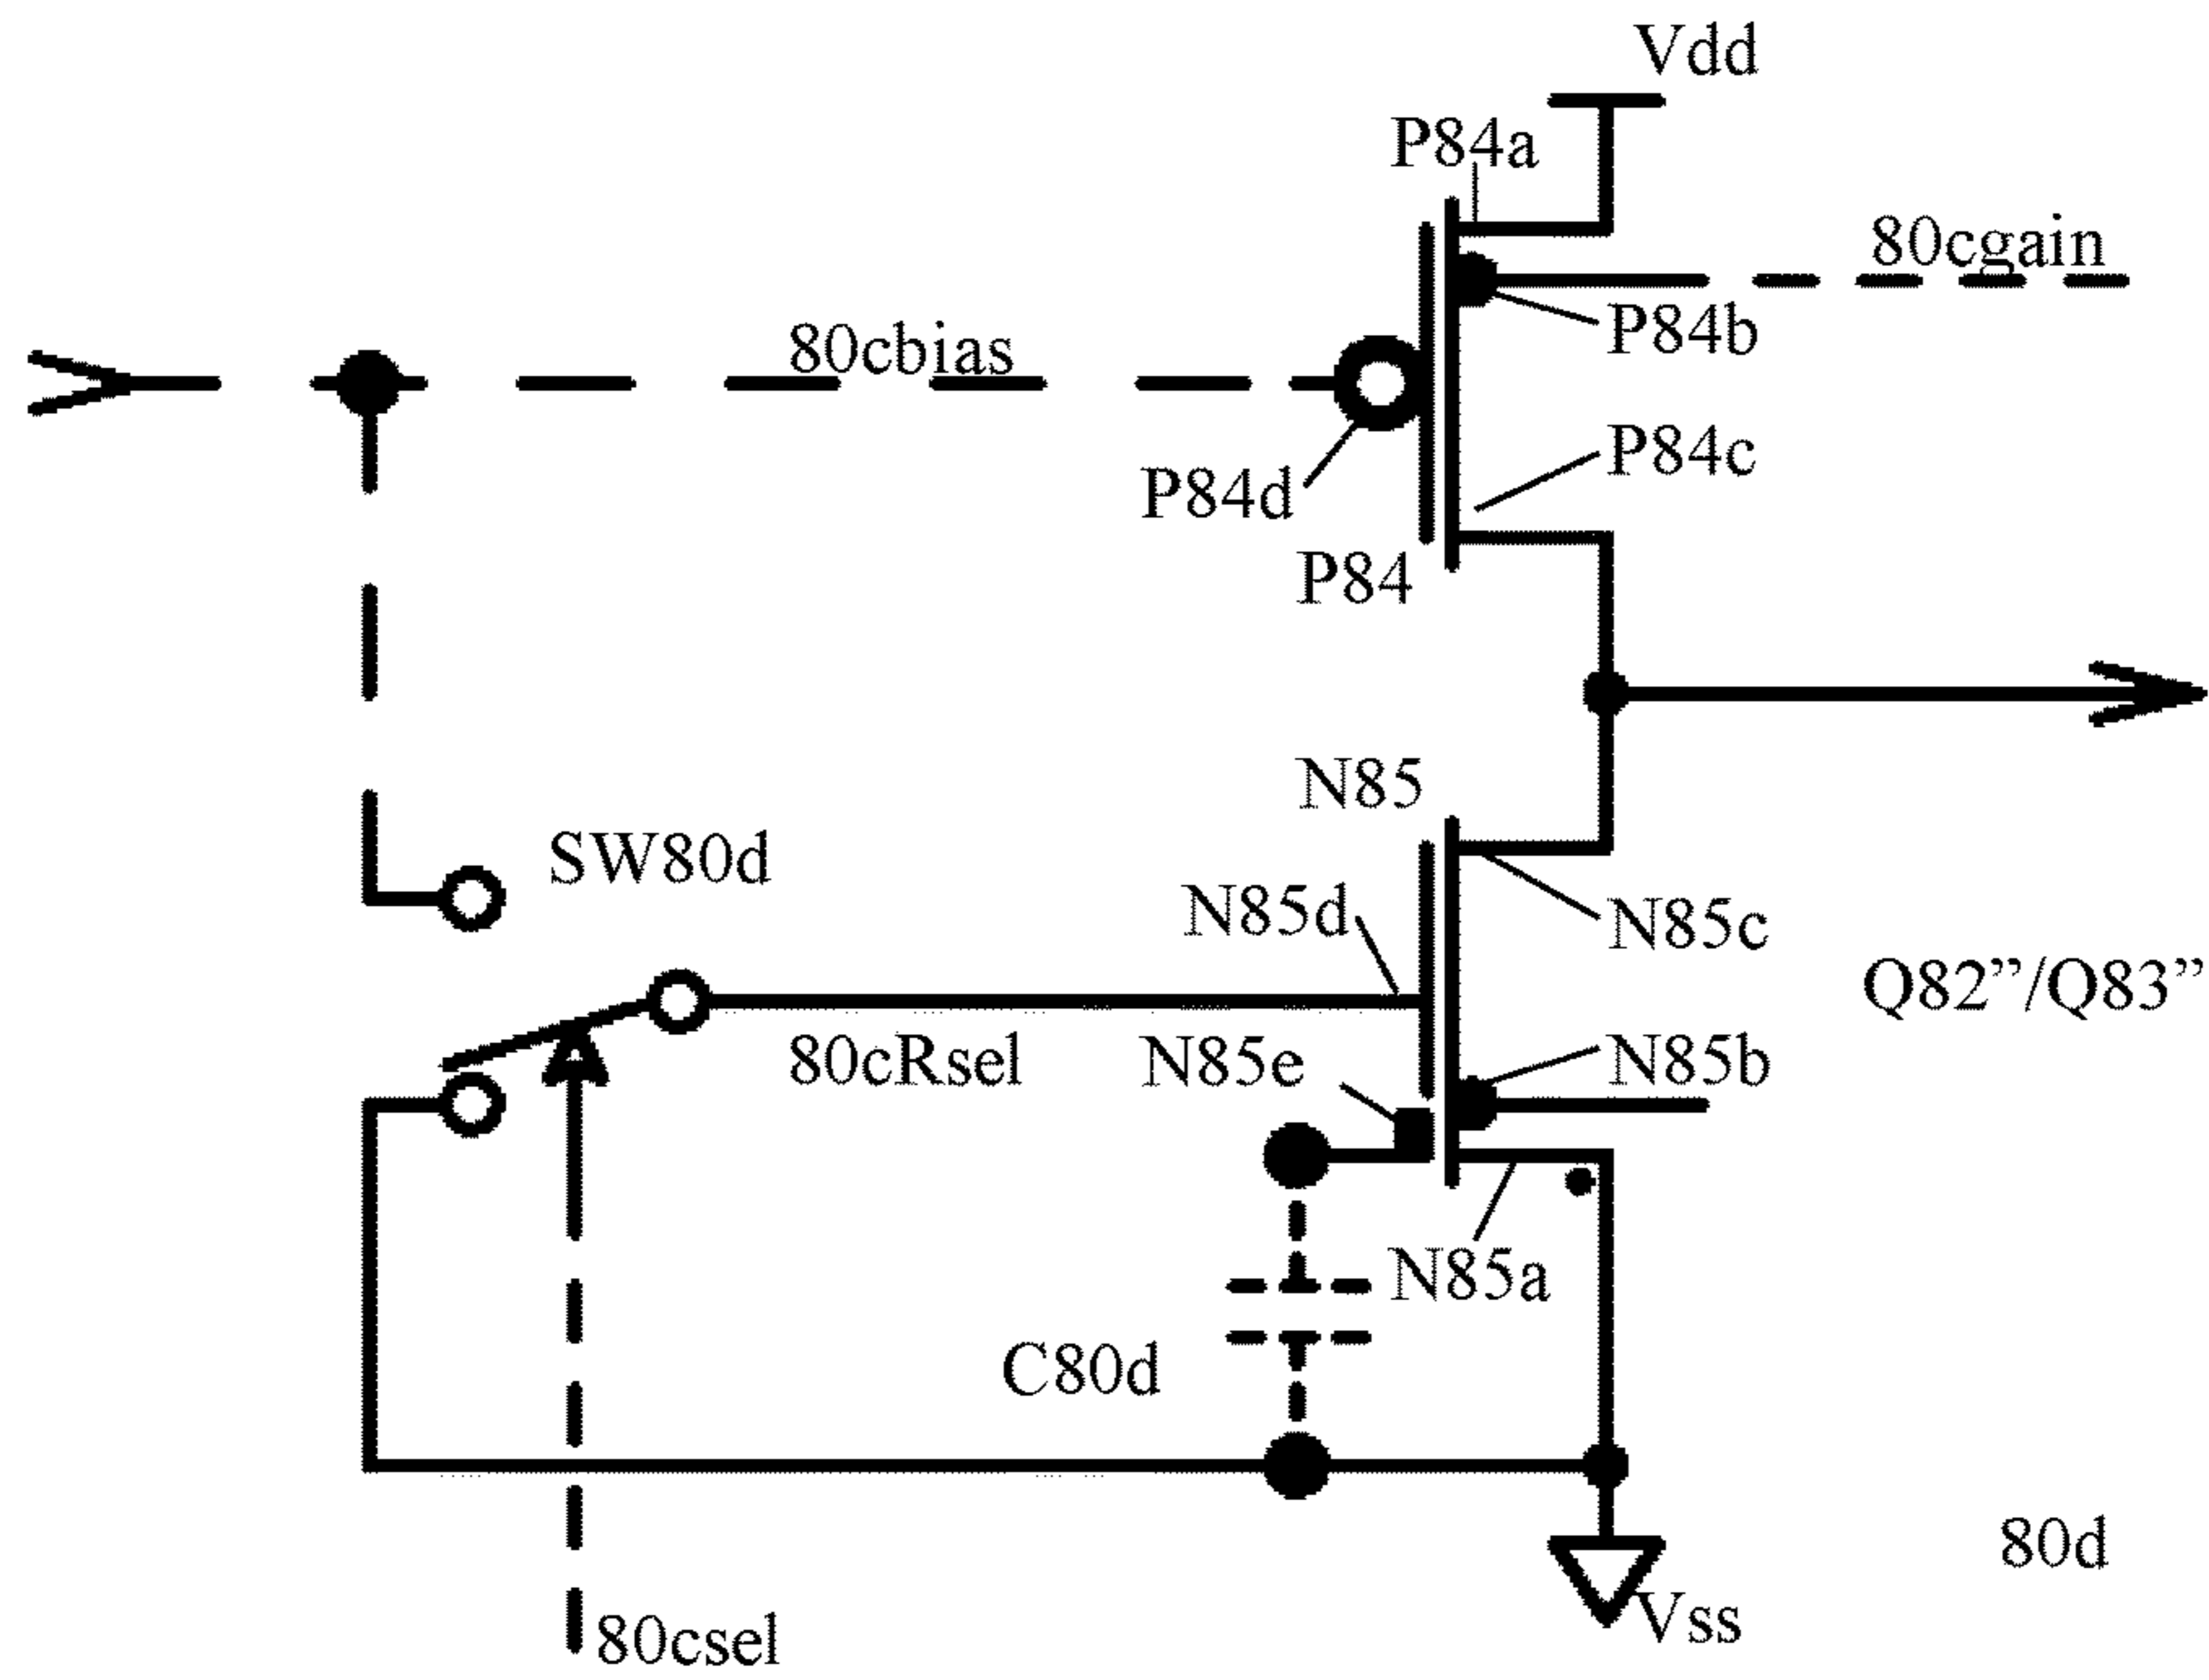 Vdd
P84a
80cgain
P84b
80cbias
P84c
P84d
P84
N85
SW80d
N85d
N85c
Q82”/Q83”
80cRsel
N85e
N85b
N85a
C80d
80d
Vss
80csel